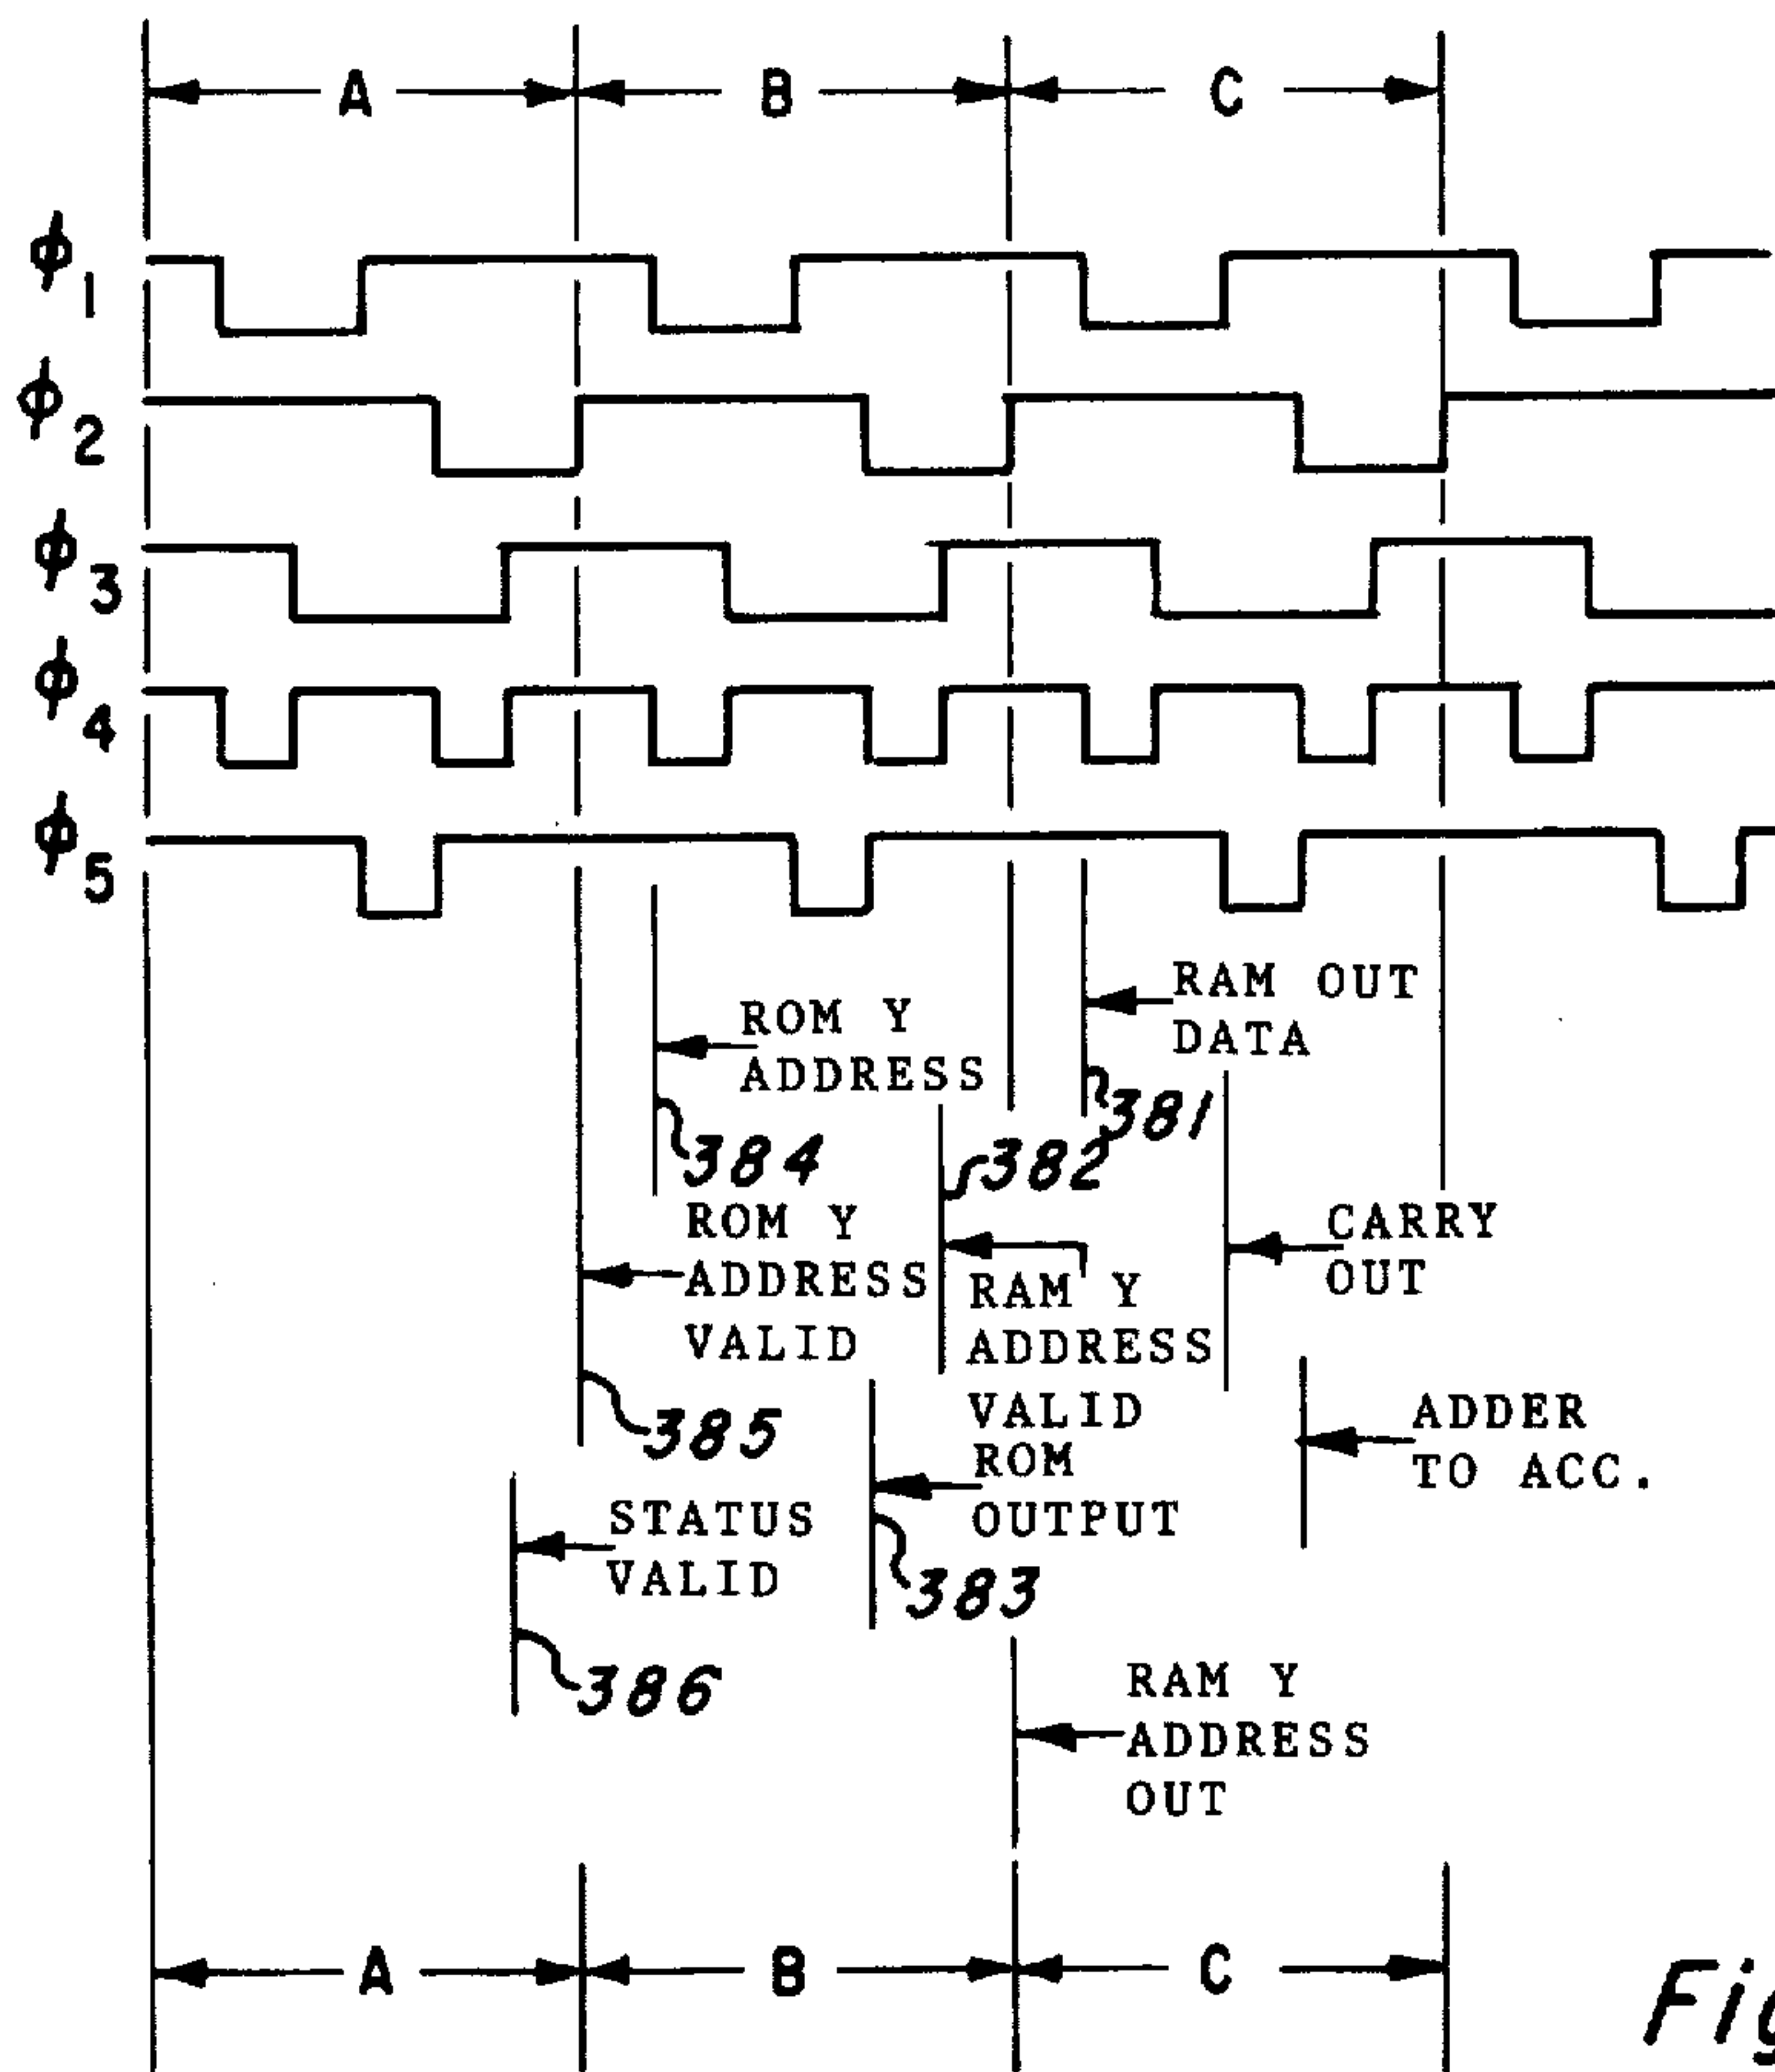 A B C
ϕ1
ϕ2
ϕ3
ϕ4
ϕ5
RAM OUT
DATA
381
ROM Y
ADDRESS
384
382
ROM Y
ADDRESS
VALID
385
CARRY
OUT
RAM Y
ADDRESS
VALID
ADDER
TO ACC.
ROM
OUTPUT
383
STATUS
VALID
386
RAM Y
ADDRESS
OUT
A B C